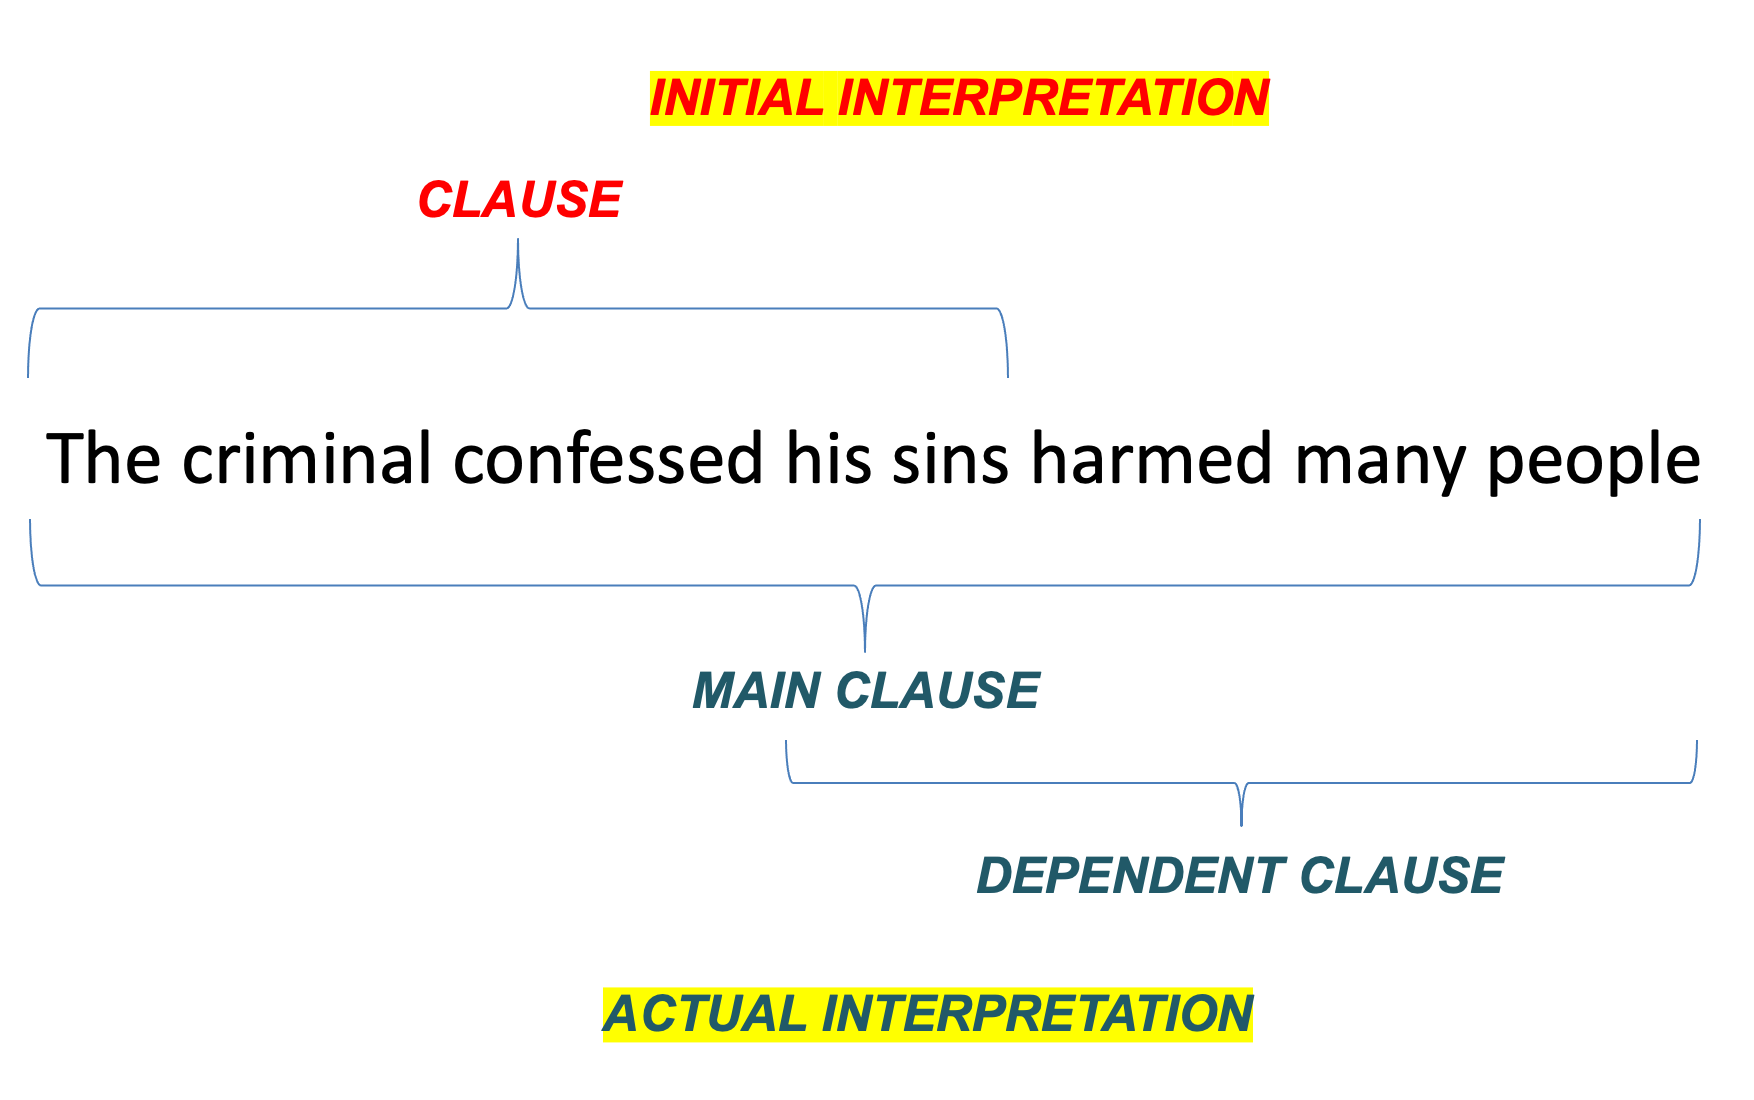 INITIAL INTERPRETATION
CLAUSE
The criminal confessed his sins harmed many people
MAIN CLAUSE
DEPENDENT CLAUSE
ACTUAL INTERPRETATION